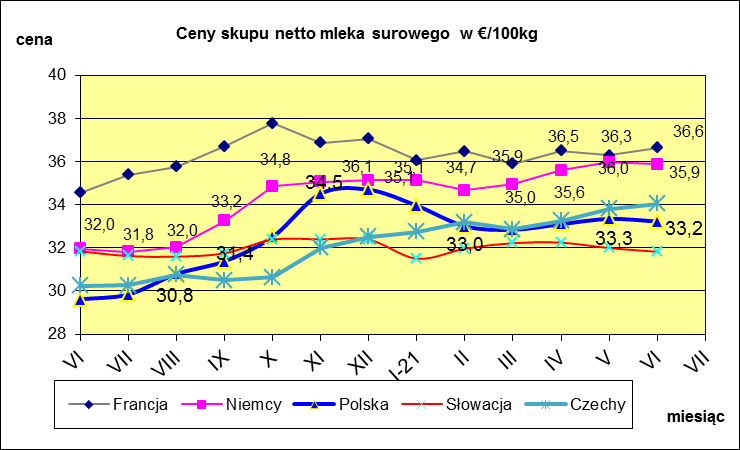 Ceny skupu netto mleka surowego w €/100kg
cena
40
38
36
34
32
30
28
36,5
36,3
36,6
34,8
36,1
35,1
34,7
35,9
36,0
35,9
34,5
35,0
35,6
33,2
32,0
31,8
32,0
31,4
33,0
33,3
33,2
30,8
VI
VII
VIII
IX
X
XI
XII
I-21
II
III
IV
V
VI
VII
Francja
Niemcy
Polska
Słowacja
Czechy
miesiąc